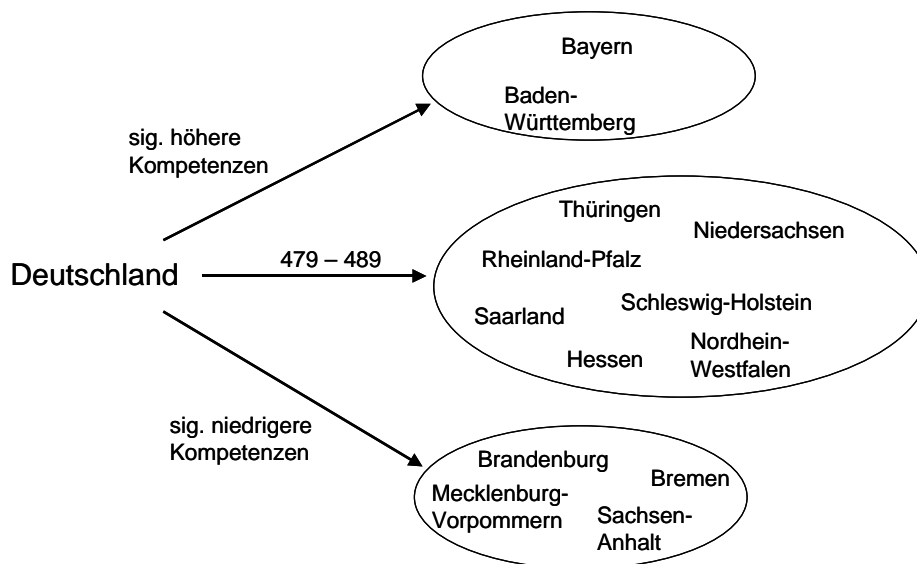 Bayern
Baden-
Württemberg
sig. höhere
Kompetenzen
Thüringen
Niedersachsen
Deutschland
479 – 489
Rheinland-Pfalz
Schleswig-Holstein
Saarland
Nordhein-
Westfalen
Hessen
sig. niedrigere
Kompetenzen
Brandenburg
Bremen
Mecklenburg-
Vorpommern
Sachsen-
Anhalt